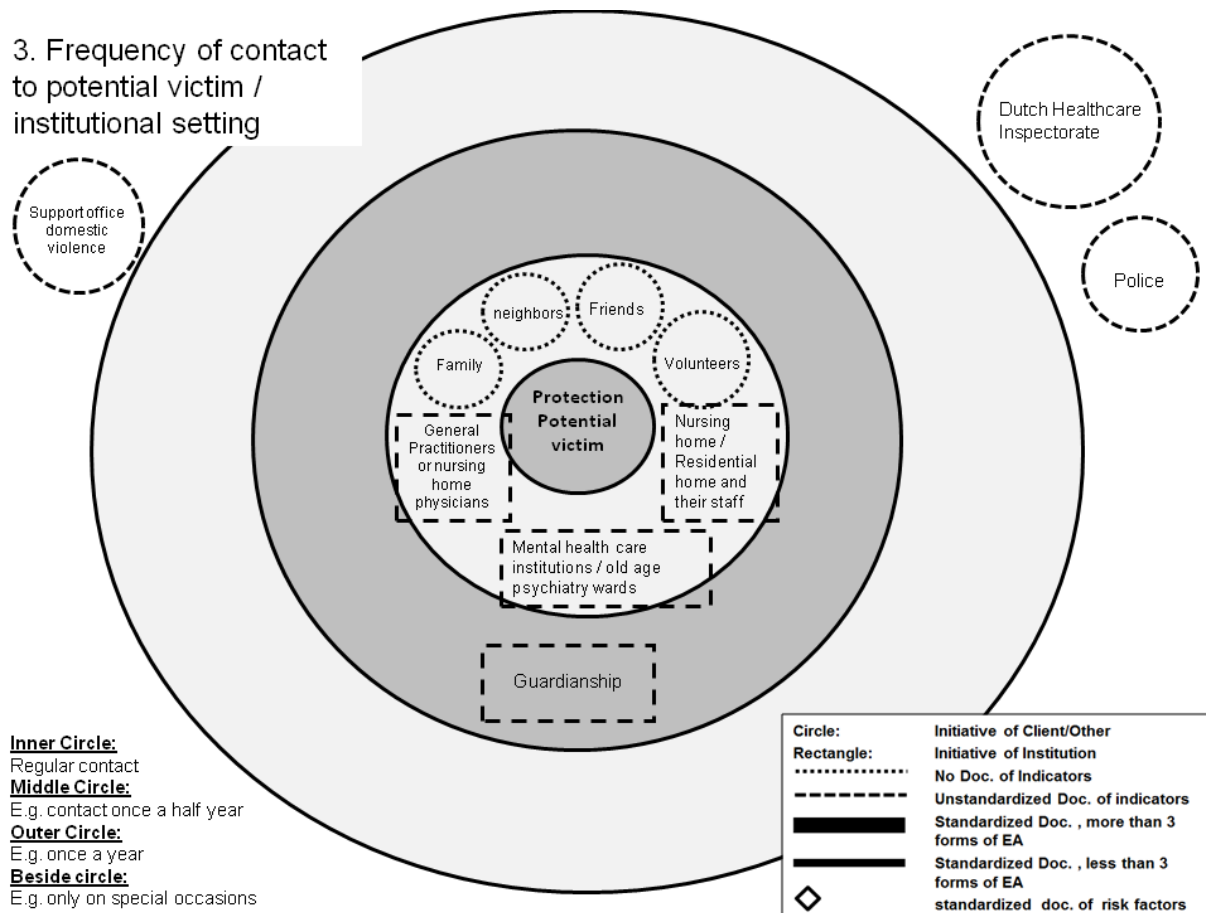 3. Frequency of contact
to potential victim /
institutional setting
Dutch Healthcare
Inspectorate
Support office
domestic
violence
Police
neighbors
Friends
Family
Volunteers
Protection
Potential
victim
General
Practitioners
or nursing
home
physicians
Nursing
home /
Residential
home and
their staff
Mental health care
institutions / old age
psychiatry wards
Guardianship
Inner Circle:
Regular contact
Middle Circle:
E.g. contact once a half year
Outer Circle:
E.g. once a year
Beside circle:
E.g. only on special occasions
Circle: Initiative of Client/Other
Rectangle: Initiative of Institution
No Doc. of Indicators
Unstandardized Doc. of indicators
Standardized Doc. , more than 3
forms of EA
Standardized Doc. , less than 3
forms of EA
standardized doc. of risk factors